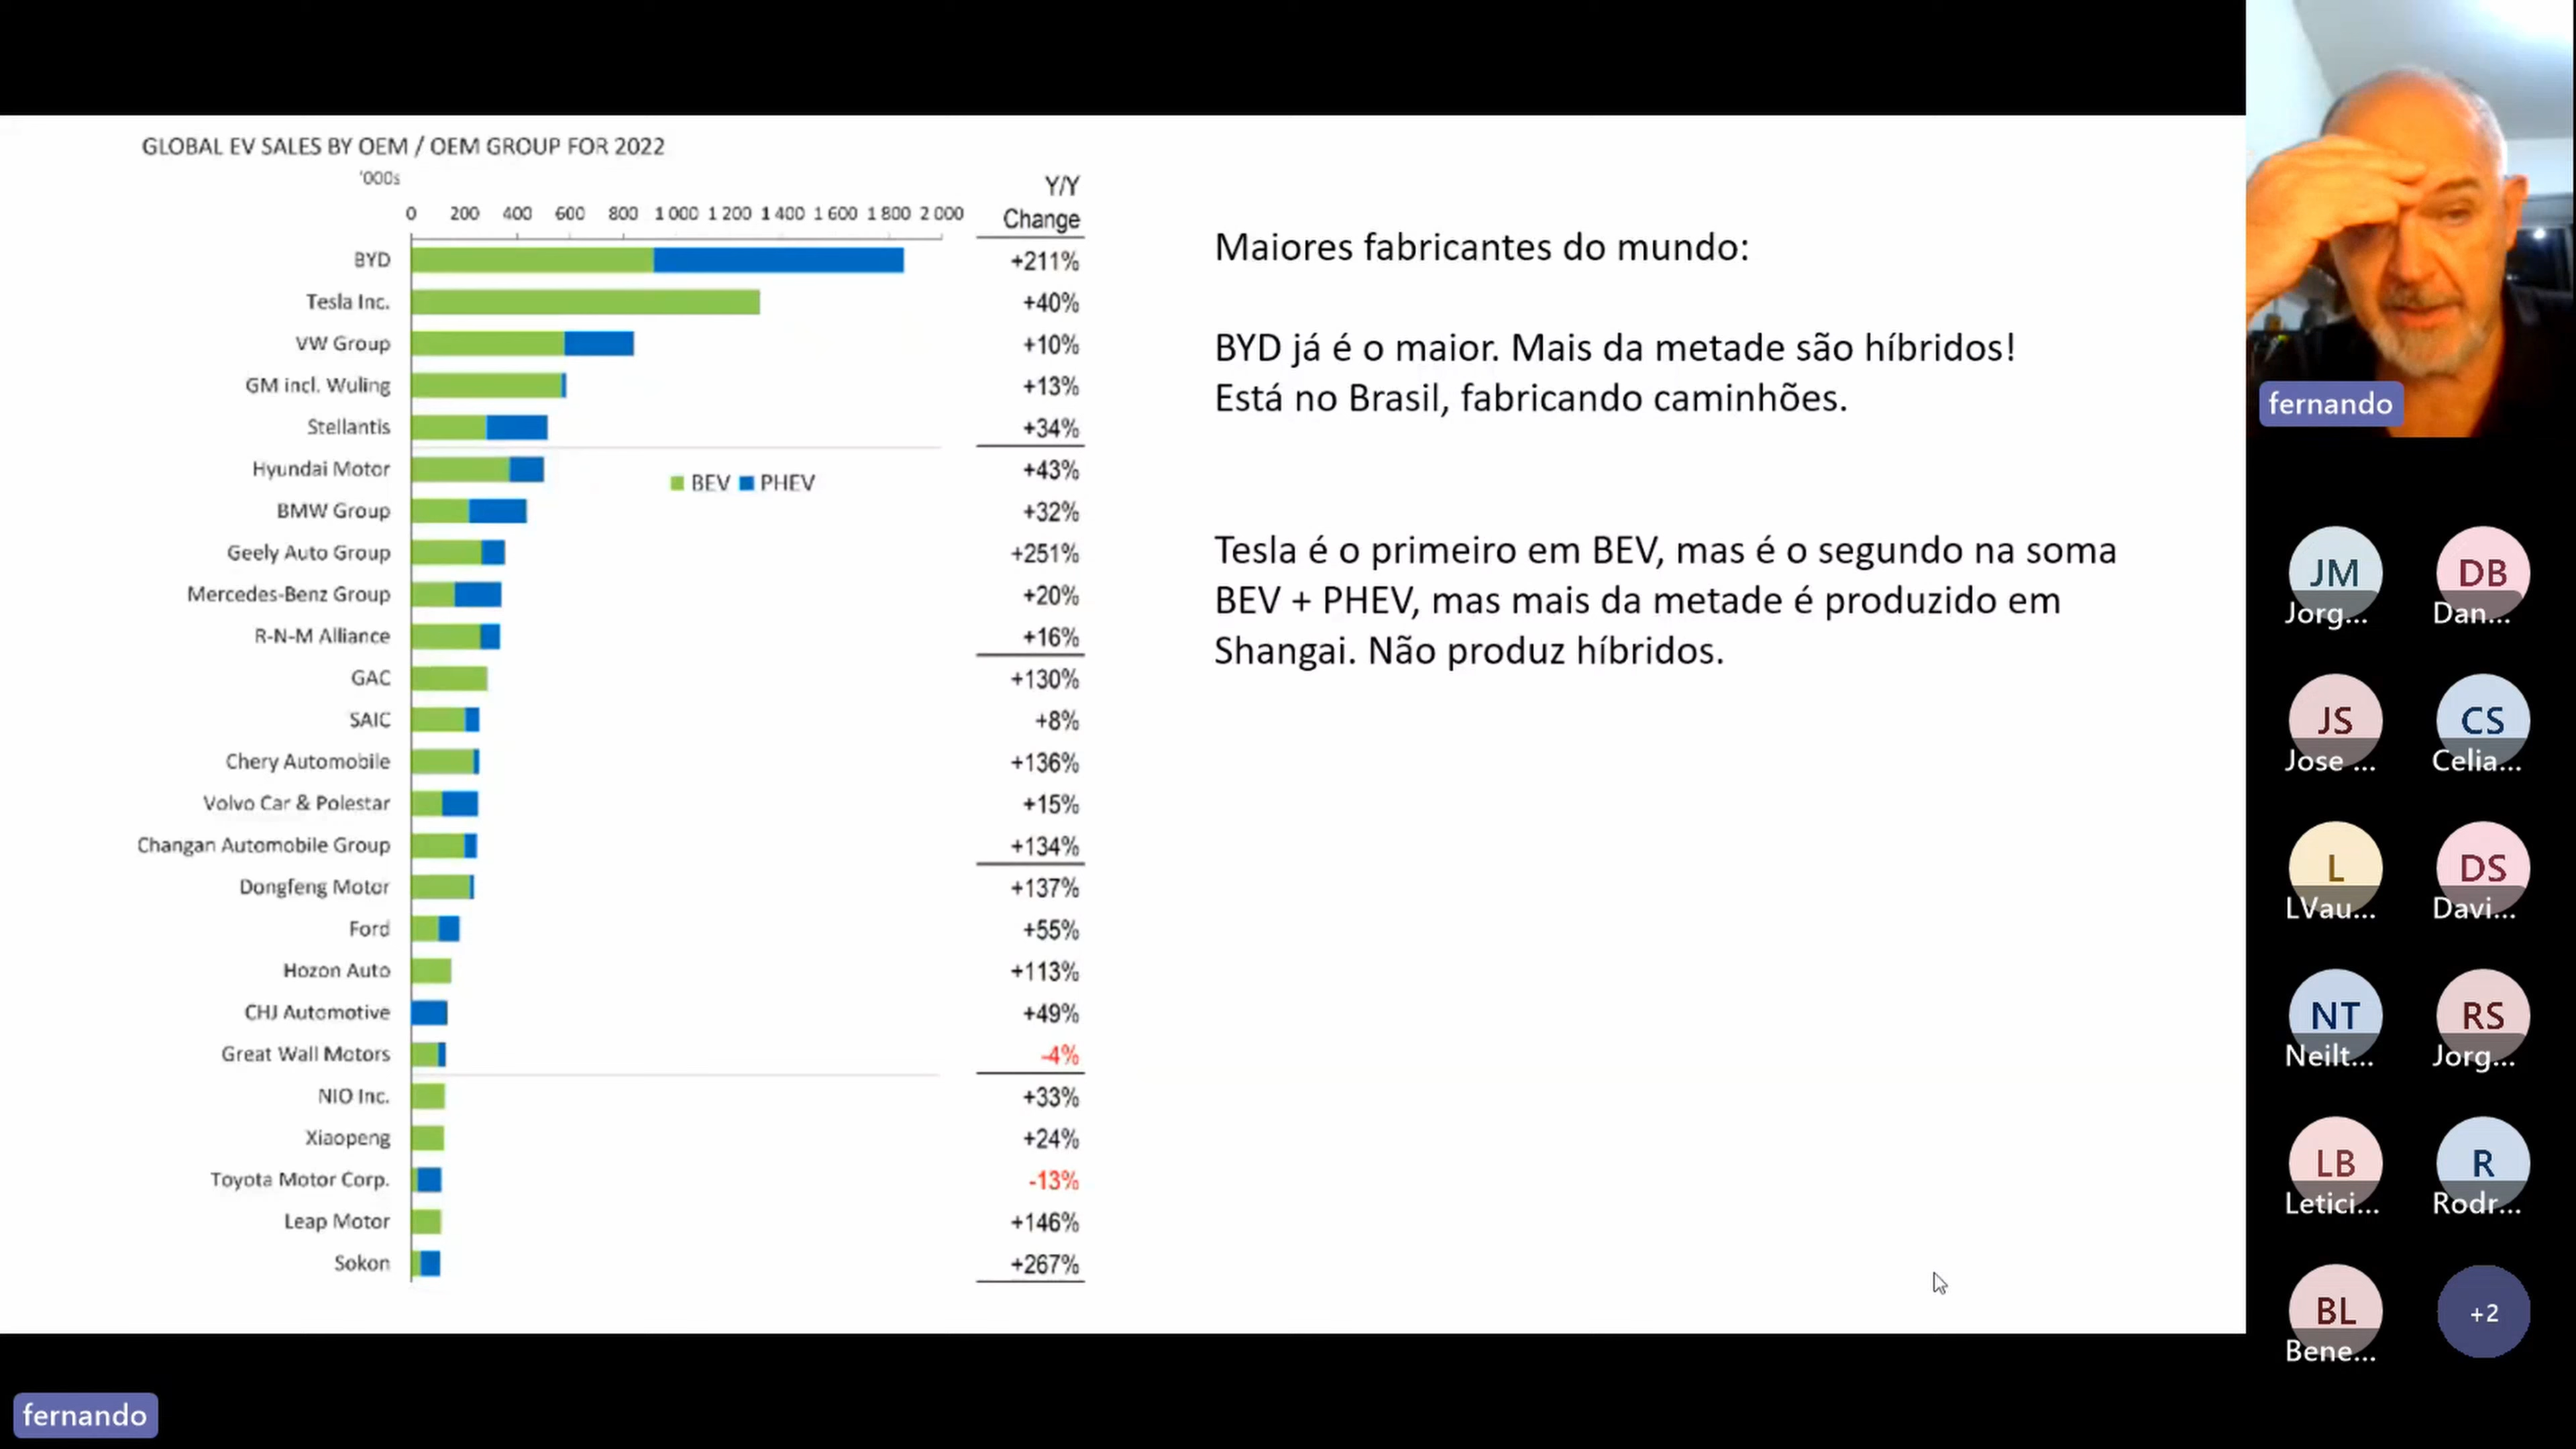 GLOBAL EV SALES BY OEM / OEM GROUP FOR 2022
'000s
Y/Y
Change
0 200 400 600 800 1 000 1 200 1 400 1 600 1 800 2 000
BYD +211%
Tesla Inc. +40%
VW Group +10%
GM incl. Wuling +13%
Stellantis +34%
Hyundai Motor +43%
BEV PHEV
BMW Group +32%
Geely Auto Group +251%
Mercedes-Benz Group +20%
R-N-M Alliance +16%
GAC +130%
SAIC +8%
Chery Automobile +136%
Volvo Car & Polestar +15%
Changan Automobile Group +134%
Dongfeng Motor +137%
Ford +55%
Hozon Auto +113%
CHJ Automotive +49%
Great Wall Motors -4%
NIO Inc. +33%
Xiaopeng +24%
Toyota Motor Corp. -13%
Leap Motor +146%
Sokon +267%
Maiores fabricantes do mundo:
BYD já é o maior. Mais da metade são híbridos!
Está no Brasil, fabricando caminhões.
Tesla é o primeiro em BEV, mas é o segundo na soma
BEV + PHEV, mas mais da metade é produzido em
Shangai. Não produz híbridos.
fernando
JM DB
Jorg... Dan...
JS CS
Jose ... Celia...
L DS
LVau... Davi...
NT RS
Neilt... Jorg...
LB R
Letici... Rodr...
BL +2
Bene...
fernando